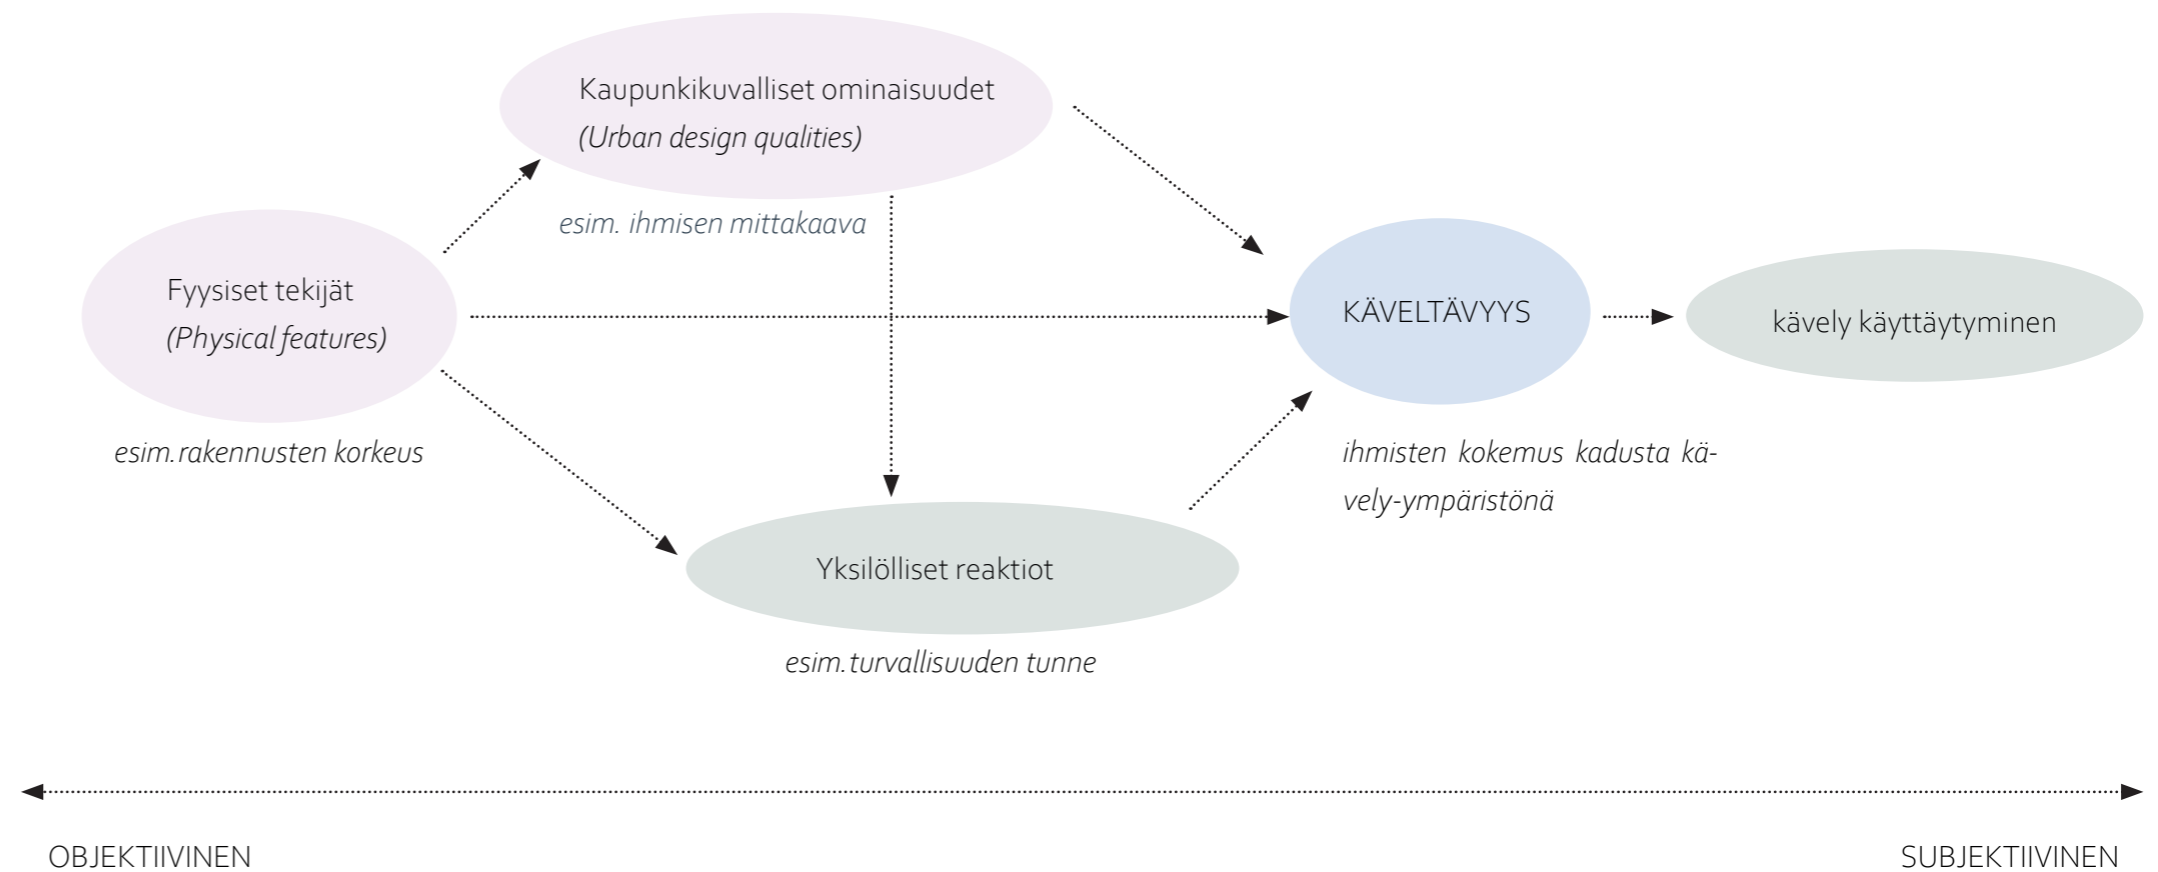 Kaupunkikuvalliset ominaisuudet
(Urban design qualities)
esim. ihmisen mittakaava
Fyysiset tekijät
(Physical features)
esim. rakennusten korkeus
KÄVELTÄVYYS
ihmisten kokemus kadusta kä-
vely-ympäristönä
kävely käyttäytyminen
Yksilölliset reaktiot
esim. turvallisuuden tunne
OBJEKTIIVINEN
SUBJEKTIIVINEN